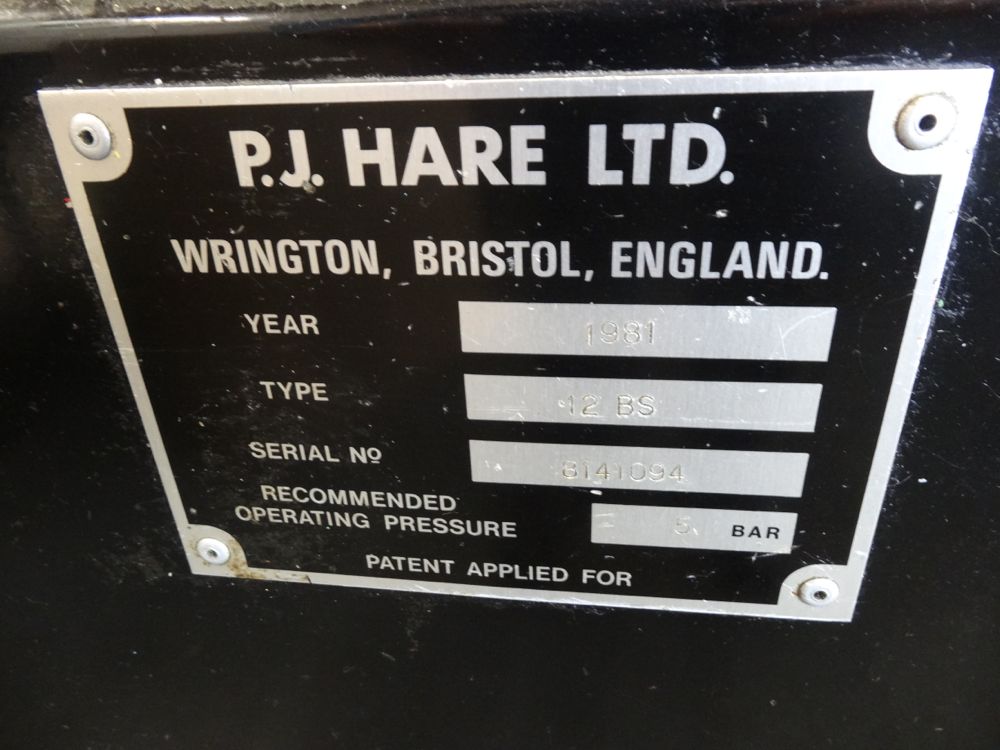 P.J. HARE LTD.
WRINGTON, BRISTOL, ENGLAND.
YEAR 1981
TYPE 12 BS
SERIAL Nº 8141094
RECOMMENDED
OPERATING PRESSURE 5 BAR
PATENT APPLIED FOR